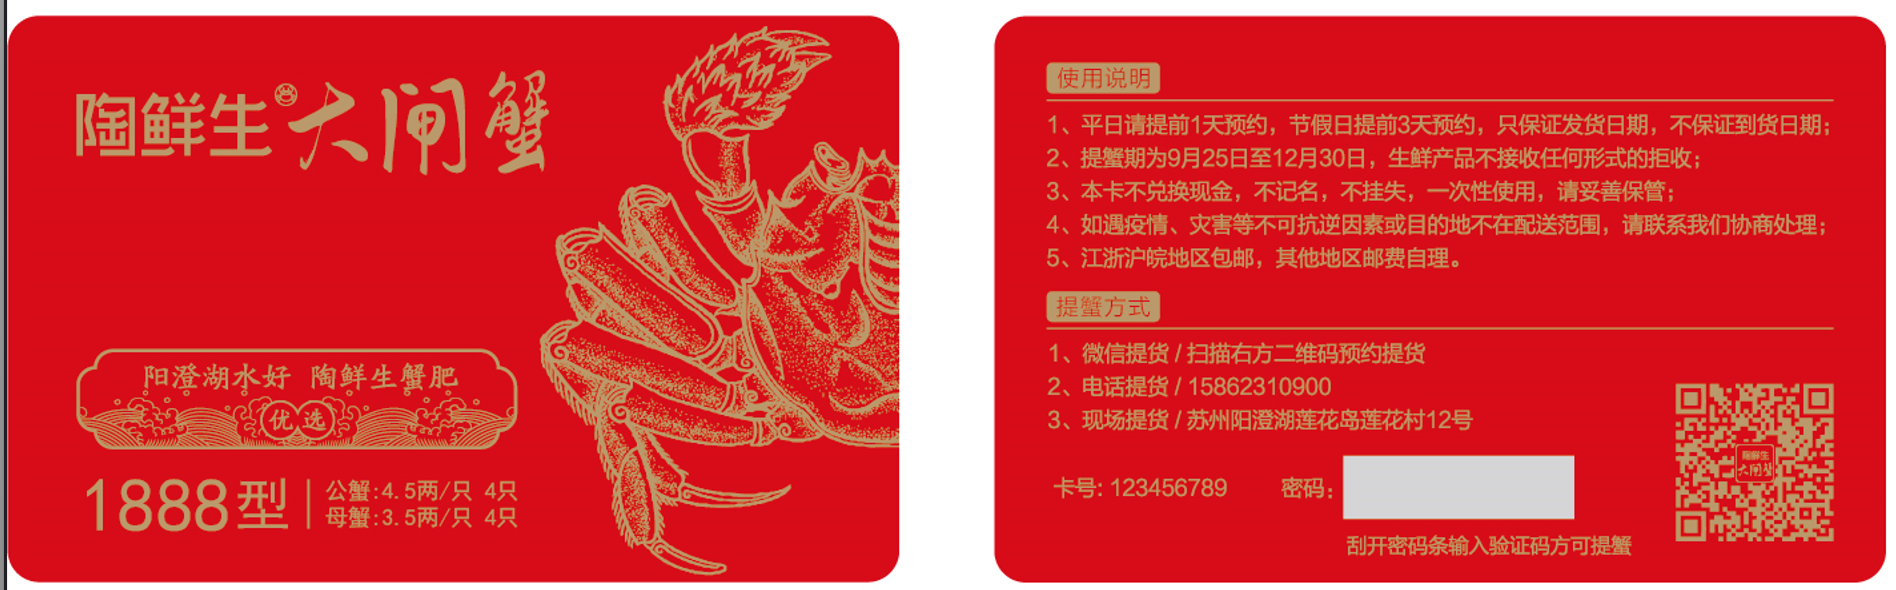 陶鲜生大闸蟹
阳澄湖水好 陶鲜生蟹肥
优选
1888型
公蟹:4.5两/只 4只
母蟹:3.5两/只 4只
使用说明
1、平日请提前1天预约，节假日提前3天预约，只保证发货日期，不保证到货日期；
2、提蟹期为9月25日至12月30日，生鲜产品不接收任何形式的拒收；
3、本卡不兑换现金，不记名，不挂失，一次性使用，请妥善保管；
4、如遇疫情、灾害等不可抗逆因素或目的地不在配送范围，请联系我们协商处理；
5、江浙沪皖地区包邮，其他地区邮费自理。
提蟹方式
1、微信提货 / 扫描右方二维码预约提货
2、电话提货 / 15862310900
3、现场提货 / 苏州阳澄湖莲花岛莲花村12号
陶鲜生
大闸蟹
卡号: 123456789 密码：
刮开密码条输入验证码方可提蟹